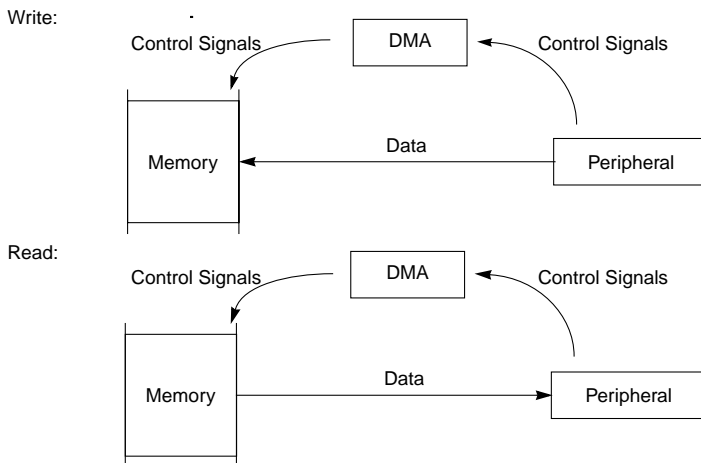 Write:
Control Signals
DMA
Control Signals
Memory
Data
Peripheral
Read:
Control Signals
DMA
Control Signals
Memory
Data
Peripheral